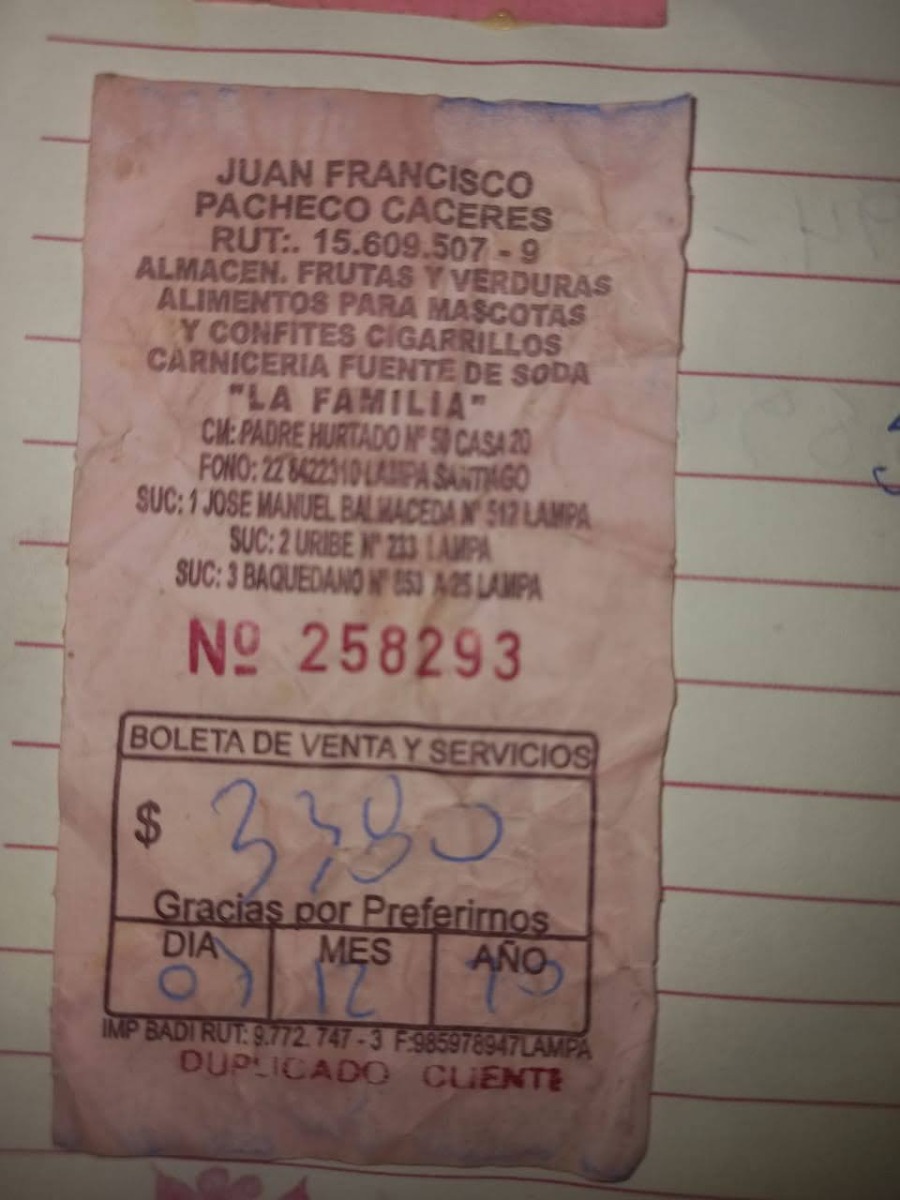 JUAN FRANCISCO
PACHECO CACERES
RUT:. 15.609.507 - 9
ALMACEN. FRUTAS Y VERDURAS
ALIMENTOS PARA MASCOTAS
Y CONFITES CIGARRILLOS
CARNICERIA FUENTE DE SODA
"LA FAMILIA"
CM: PADRE HURTADO Nº 50 CASA 20
FONO: 22 8422310 LAMPA SANTIAGO
SUC: 1 JOSE MANUEL BALMACEDA Nº 512 LAMPA
SUC: 2 URIBE Nº 233 LAMPA
SUC: 3 BAQUEDANO Nº 853 A-25 LAMPA
Nº 258293
BOLETA DE VENTA Y SERVICIOS
$ 3380
Gracias por Preferirnos
DIA MES AÑO
12
IMP BADI RUT: 9.772. 747 - 3 F:985978947LAMPA
DUPLICADO CLIENTE